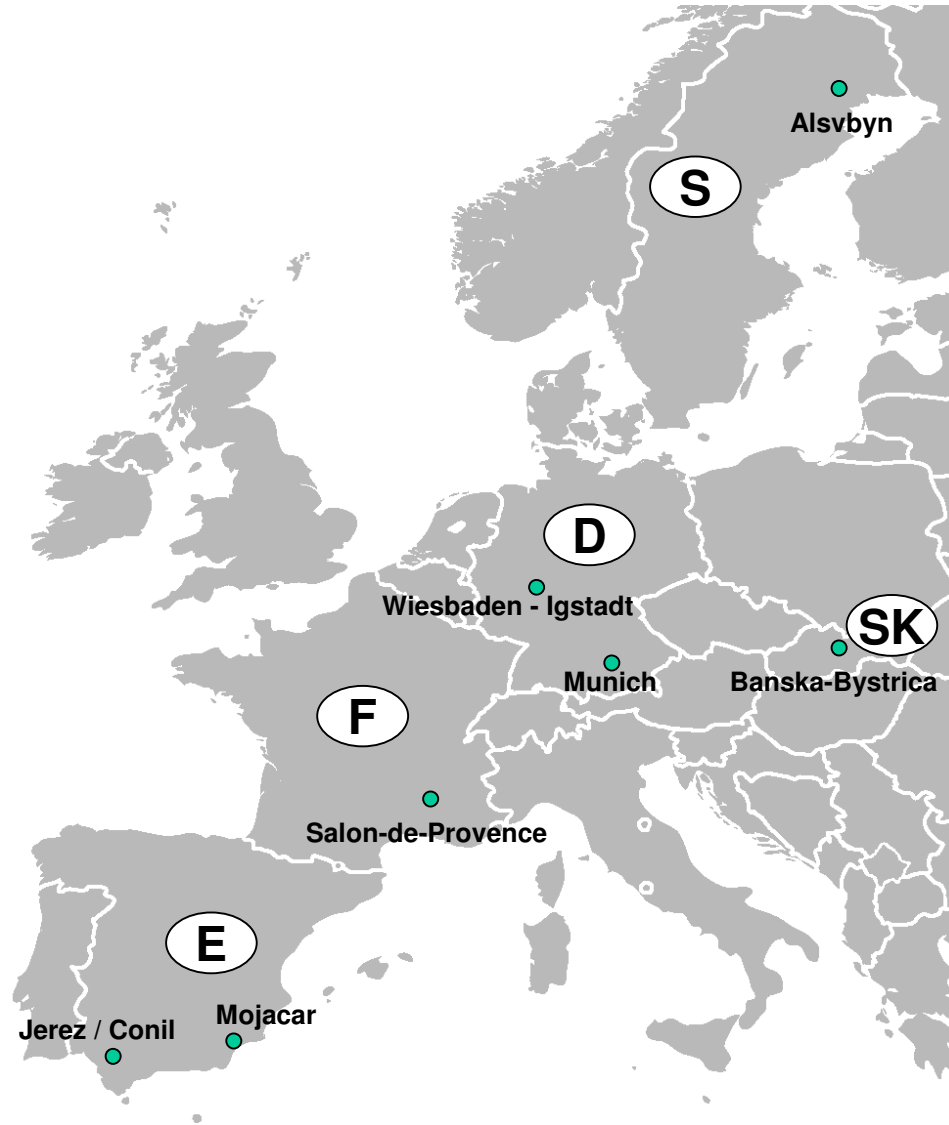 Alsvbyn
S
D
Wiesbaden - Igstadt
SK
Munich
Banska-Bystrica
F
Salon-de-Provence
E
Mojacar
Jerez / Conil